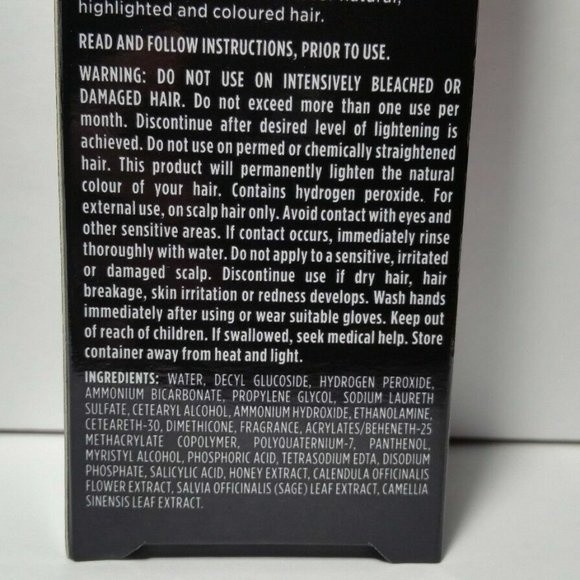 natural,
highlighted and coloured hair.
READ AND FOLLOW INSTRUCTIONS, PRIOR TO USE.
WARNING: DO NOT USE ON INTENSIVELY BLEACHED OR
DAMAGED HAIR. Do not exceed more than one use per
month. Discontinue after desired level of lightening is
achieved. Do not use on permed or chemically straightened
hair. This product will permanently lighten the natural
colour of your hair. Contains hydrogen peroxide. For
external use, on scalp hair only. Avoid contact with eyes and
other sensitive areas. If contact occurs, immediately rinse
thoroughly with water. Do not apply to a sensitive, irritated
or damaged scalp. Discontinue use if dry hair, hair
breakage, skin irritation or redness develops. Wash hands
immediately after using or wear suitable gloves. Keep out
of reach of children. If swallowed, seek medical help. Store
container away from heat and light.
INGREDIENTS: WATER, DECYL GLUCOSIDE, HYDROGEN PEROXIDE,
AMMONIUM BICARBONATE, PROPYLENE GLYCOL, SODIUM LAURETH
SULFATE, CETEARYL ALCOHOL, AMMONIUM HYDROXIDE, ETHANOLAMINE,
CETEARETH-30, DIMETHICONE, FRAGRANCE, ACRYLATES/BEHENETH-25
METHACRYLATE COPOLYMER, POLYQUATERNIUM-7, PANTHENOL,
MYRISTYL ALCOHOL, PHOSPHORIC ACID, TETRASODIUM EDTA, DISODIUM
PHOSPHATE, SALICYLIC ACID, HONEY EXTRACT, CALENDULA OFFICINALIS
FLOWER EXTRACT, SALVIA OFFICINALIS (SAGE) LEAF EXTRACT, CAMELLIA
SINENSIS LEAF EXTRACT.